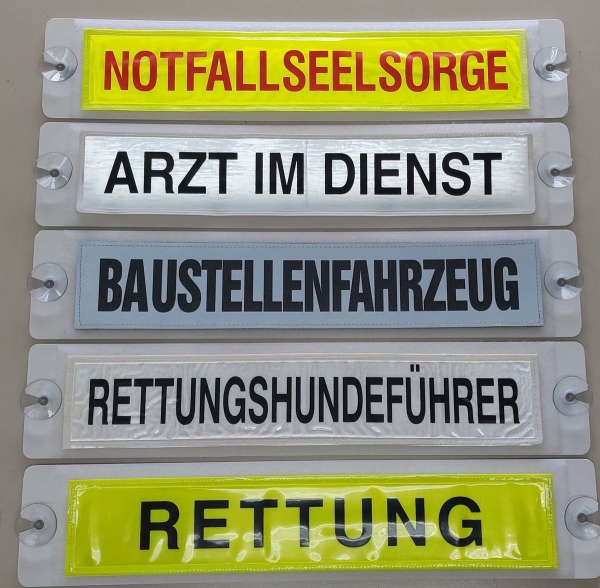 NOTFALLSEELSORGE
ARZT IM DIENST
BAUSTELLENFAHRZEUG
RETTUNGSHUNDEFÜHRER
RETTUNG